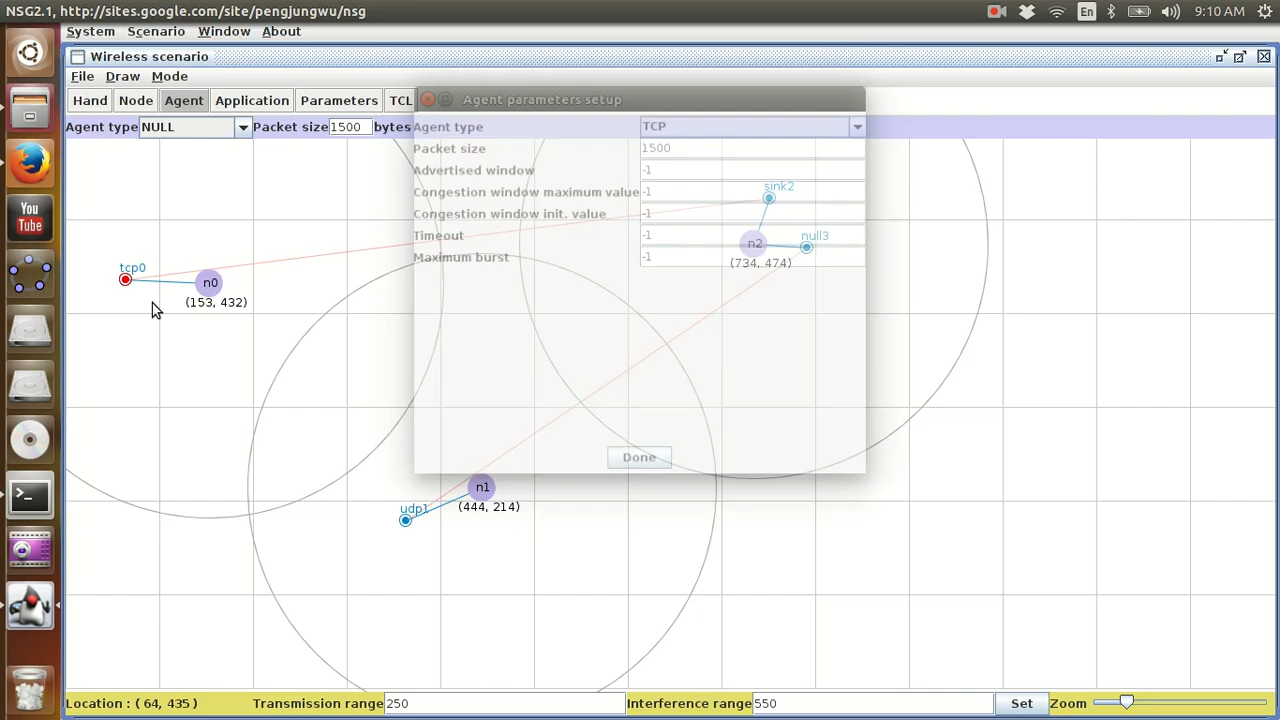 NSG2.1, http://sites.google.com/site/pengjungwu/nsg
En
9:10 AM
System Scenario Window About
Wireless scenario
File Draw Mode
Hand Node Agent Application Parameters TCL
Agent type NULL Packet size 1500 bytes
Agent parameters setup
Agent type TCP
Packet size 1500
Advertised window -1
Congestion window maximum value -1
Congestion window init. value -1
Timeout -1
Maximum burst -1
Done
sink2
null3
n2
(734, 474)
tcp0
n0
(153, 432)
n1
(444, 214)
udp1
You
Tube
>_
Location : ( 64, 435 ) Transmission range 250 Interference range 550 Set Zoom